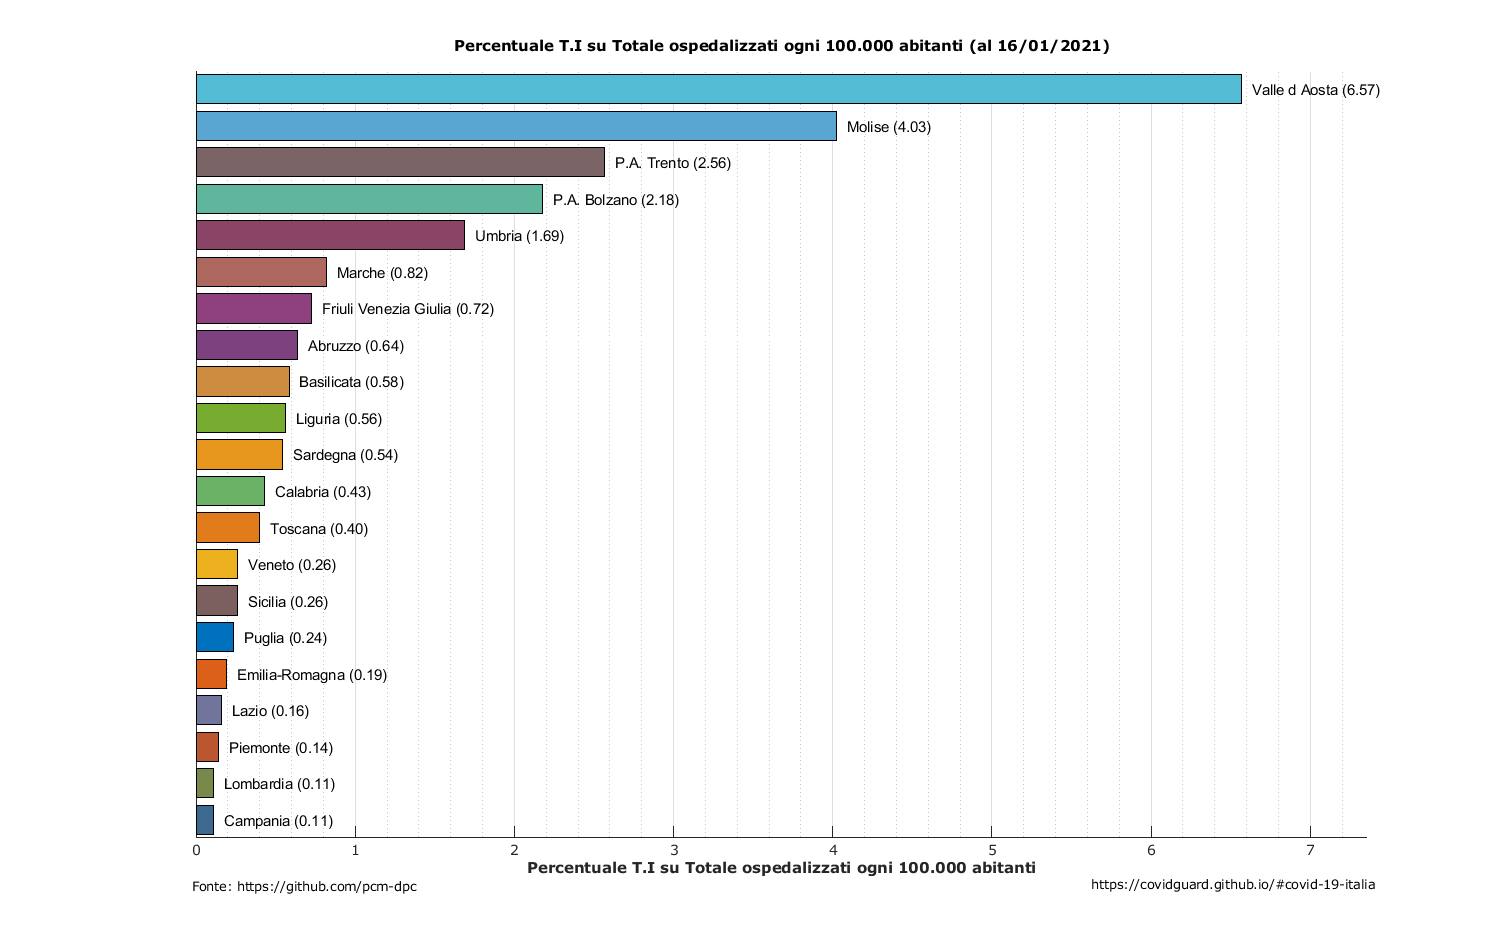 Percentuale T.I su Totale ospedalizzati ogni 100.000 abitanti (al 16/01/2021)
Valle d Aosta (6.57)
Molise (4.03)
P.A. Trento (2.56)
P.A. Bolzano (2.18)
Umbria (1.69)
Marche (0.82)
Friuli Venezia Giulia (0.72)
Abruzzo (0.64)
Basilicata (0.58)
Liguria (0.56)
Sardegna (0.54)
Calabria (0.43)
Toscana (0.40)
Veneto (0.26)
Sicilia (0.26)
Puglia (0.24)
Emilia-Romagna (0.19)
Lazio (0.16)
Piemonte (0.14)
Lombardia (0.11)
Campania (0.11)
0 1 2 3 4 5 6 7
Percentuale T.I su Totale ospedalizzati ogni 100.000 abitanti
Fonte: https://github.com/pcm-dpc
https://covidguard.github.io/#covid-19-italia